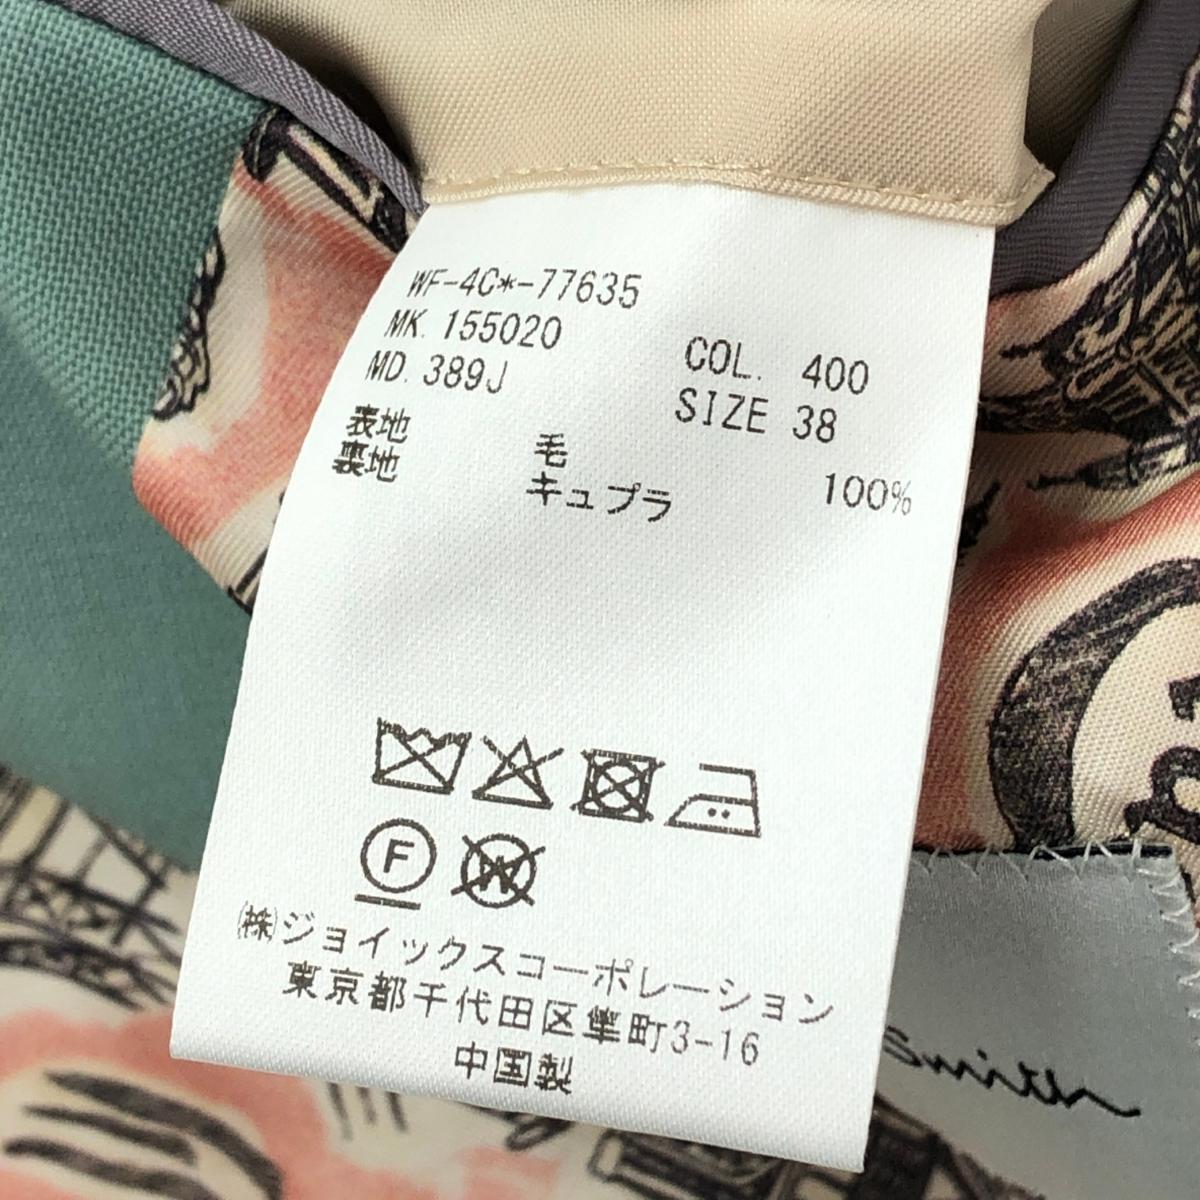 WF-4C*-77635
MK. 155020 COL. 400
MD. 389J SIZE 38
表地 毛 100%
裏地 キュプラ
F
W
(株)ジョイックスコーポレーション
東京都千代田区隼町3-16
中国製